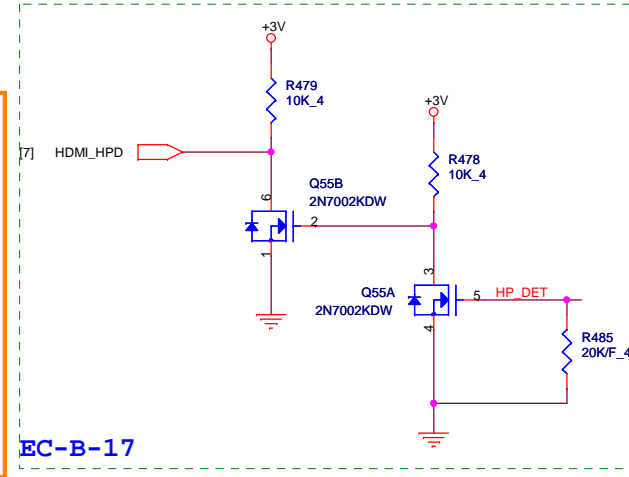 +3V
R479
10K_4
+3V
[7] HDMI_HPD
R478
10K_4
Q55B
2N7002KDW
6
2
1
3
Q55A
2N7002KDW
5
HP_DET
4
R485
20K/F_4
EC-B-17